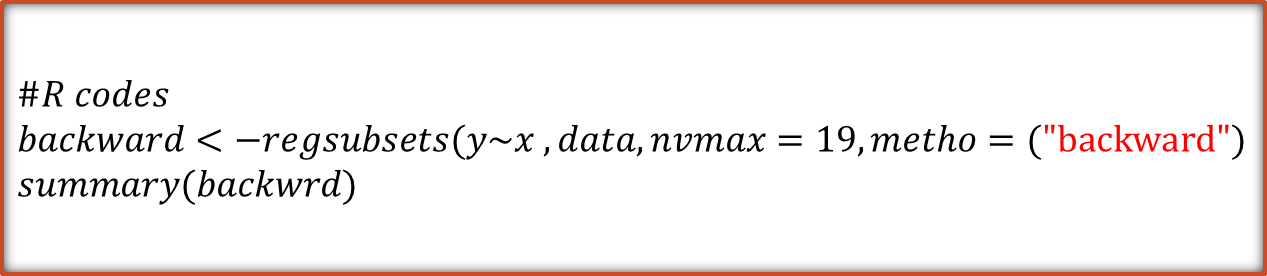 #R codes
backward < −regsubsets(y~x , data, nvmax = 19, metho = ("backward")
summary(backwrd)